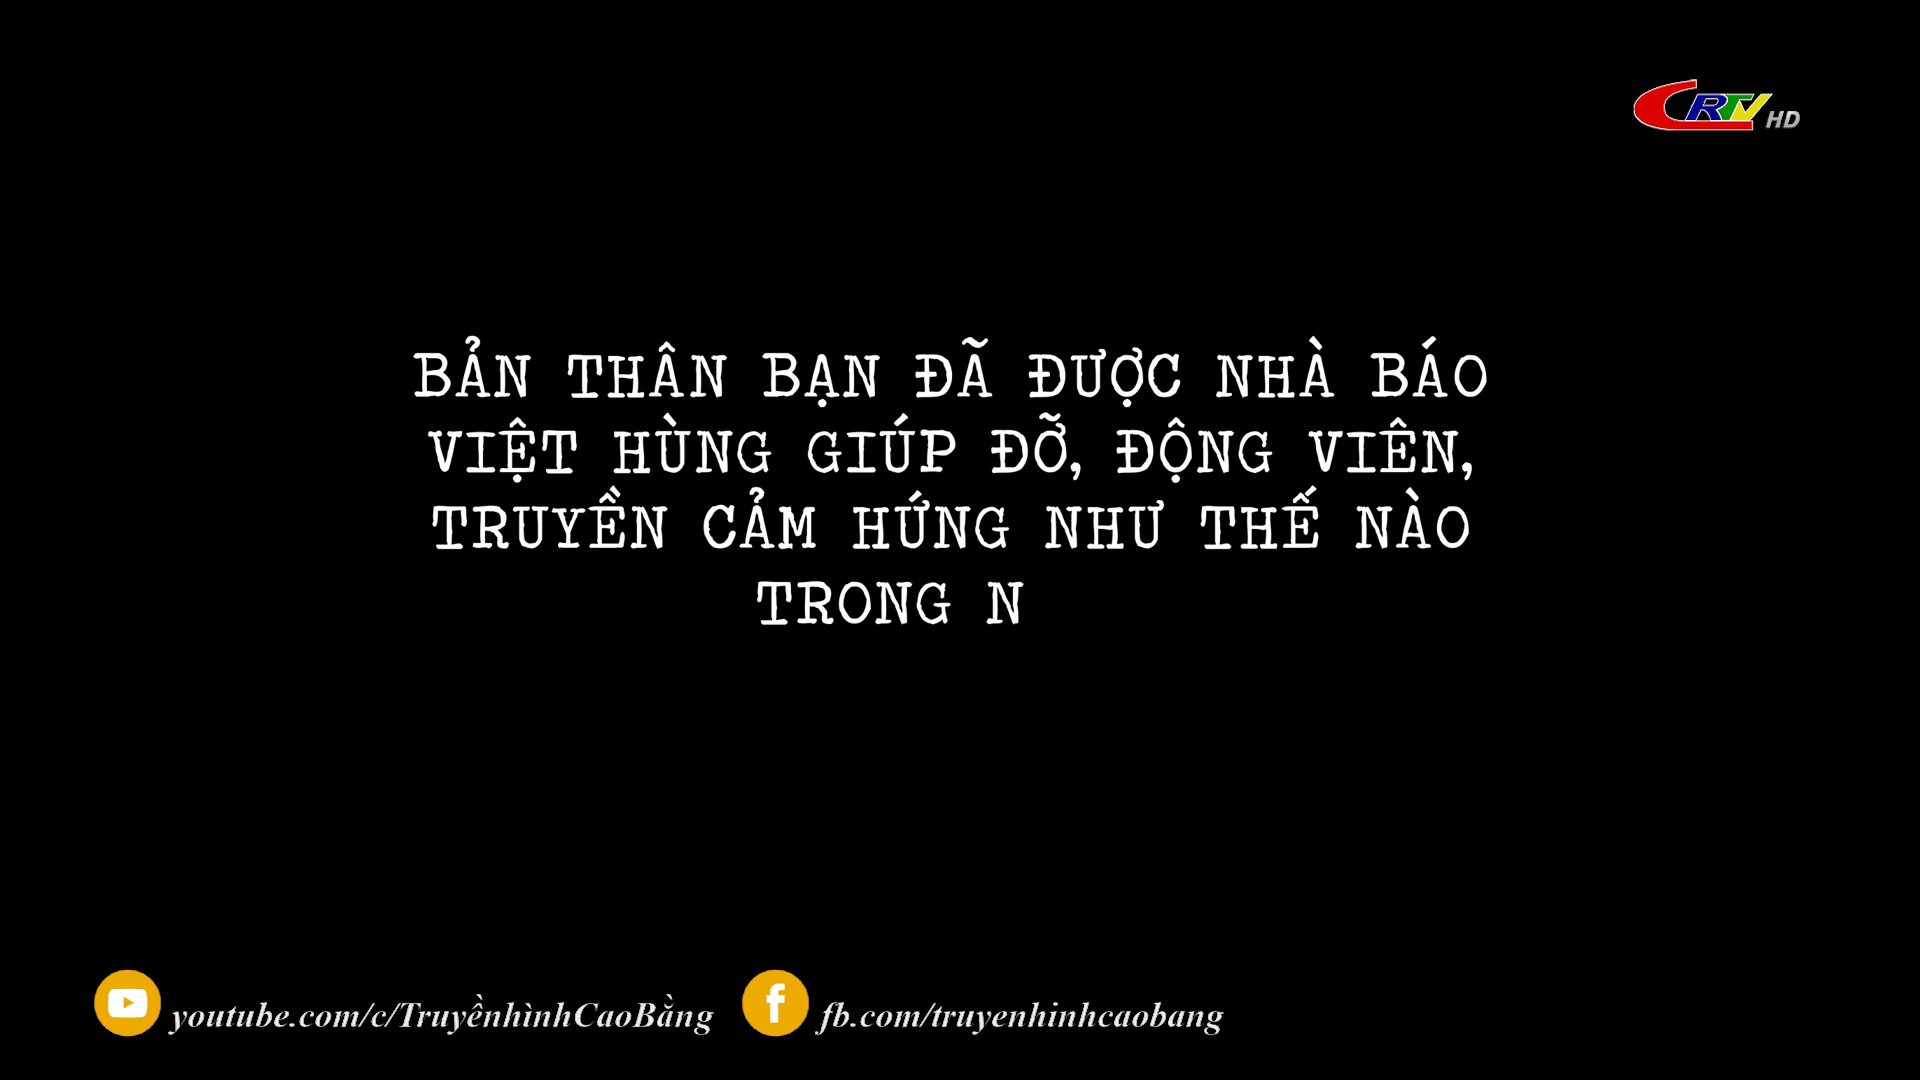 CRTV HD
BẢN THÂN BẠN ĐÃ ĐƯỢC NHÀ BÁO
VIỆT HÙNG GIÚP ĐỠ, ĐỘNG VIÊN,
TRUYỀN CẢM HỨNG NHƯ THẾ NÀO
TRONG N
youtube.com/c/TruyềnhìnhCaoBằng
fb.com/truyenhinhcaobang